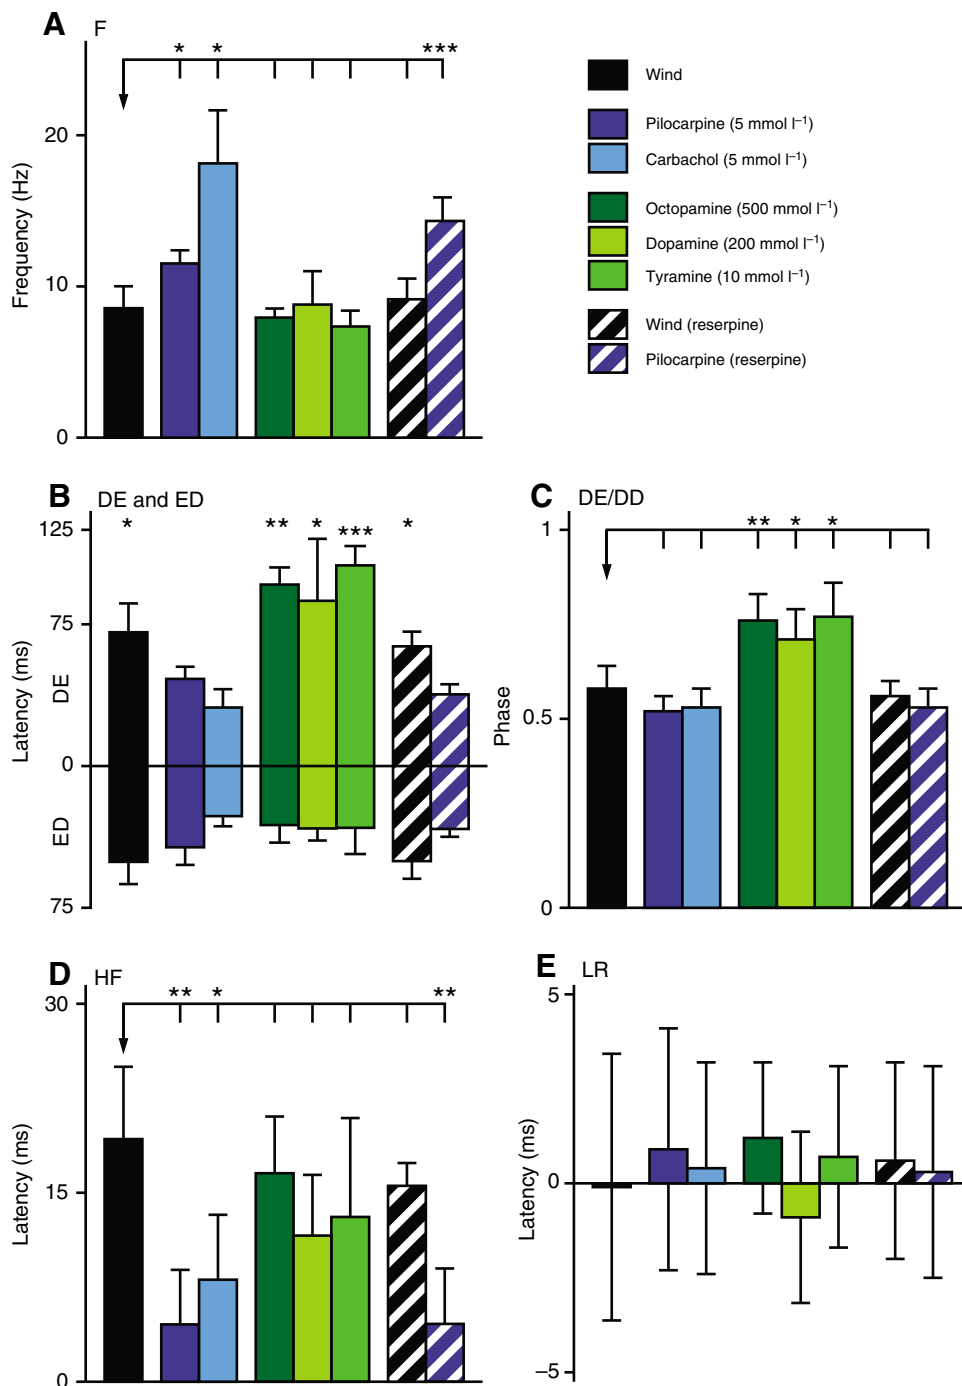 A F
* * ***
Frequency (Hz)
20
10
0
Wind
Pilocarpine (5 mmol l⁻¹)
Carbachol (5 mmol l⁻¹)
Octopamine (500 mmol l⁻¹)
Dopamine (200 mmol l⁻¹)
Tyramine (10 mmol l⁻¹)
Wind (reserpine)
Pilocarpine (reserpine)
B DE and ED
* ** * *** *
Latency (ms)
DE
ED
125
75
0
75
C DE/DD
** * *
Phase
1
0.5
0
D HF
** * **
Latency (ms)
30
15
0
E LR
Latency (ms)
5
0
–5